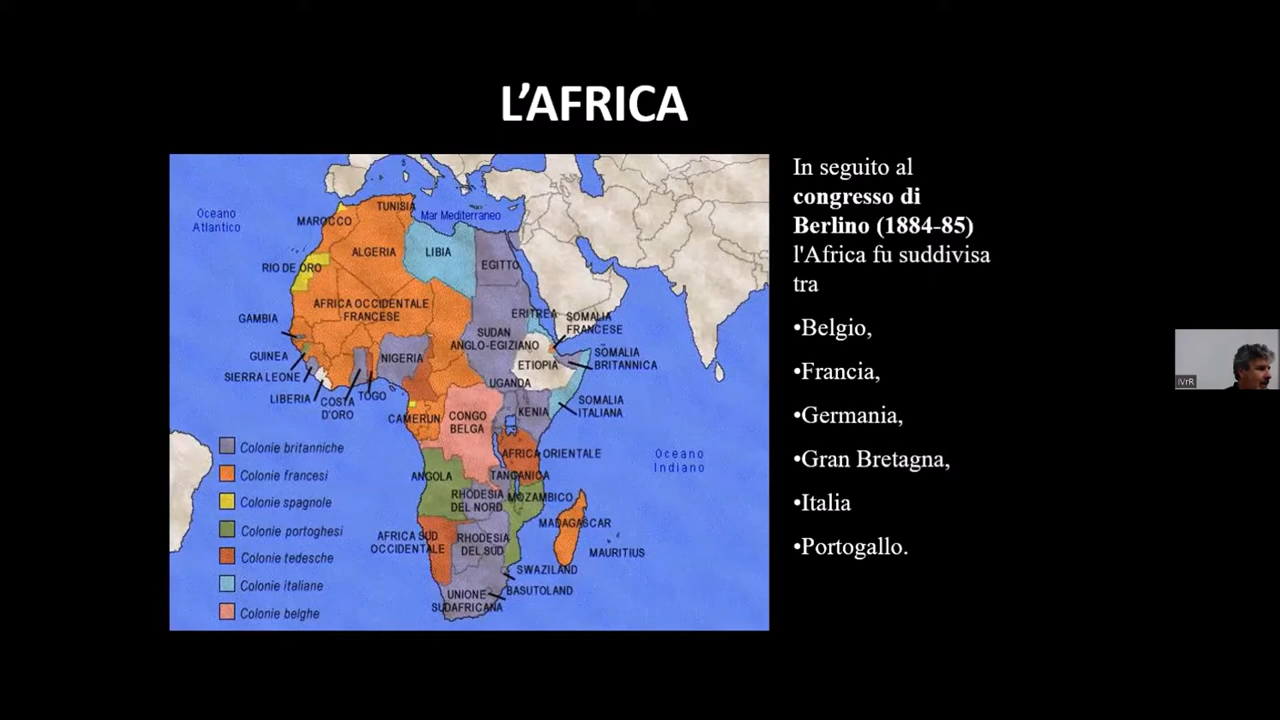 L'AFRICA
Oceano
Atlantico
MAROCCO
TUNISIA
Mar Mediterraneo
ALGERIA
LIBIA
EGITTO
RIO DE ORO
AFRICA OCCIDENTALE
FRANCESE
GAMBIA
ERITREA
SOMALIA
FRANCESE
SUDAN
ANGLO-EGIZIANO
GUINEA
NIGERIA
ETIOPIA
SOMALIA
BRITANNICA
SIERRA LEONE
UGANDA
LIBERIA
COSTA
D'ORO
TOGO
CAMERUN
CONGO
BELGA
KENIA
SOMALIA
ITALIANA
AFRICA ORIENTALE
Oceano
Indiano
ANGOLA
TANGANICA
RHODESIA
DEL NORD
MOZAMBICO
MADAGASCAR
AFRICA SUD
OCCIDENTALE
RHODESIA
DEL SUD
MAURITIUS
SWAZILAND
BASUTOLAND
UNIONE
SUDAFRICANA
Colonie britanniche
Colonie francesi
Colonie spagnole
Colonie portoghesi
Colonie tedesche
Colonie italiane
Colonie belghe
In seguito al
congresso di
Berlino (1884-85)
l'Africa fu suddivisa
tra
•Belgio,
•Francia,
•Germania,
•Gran Bretagna,
•Italia
•Portogallo.
IVrR